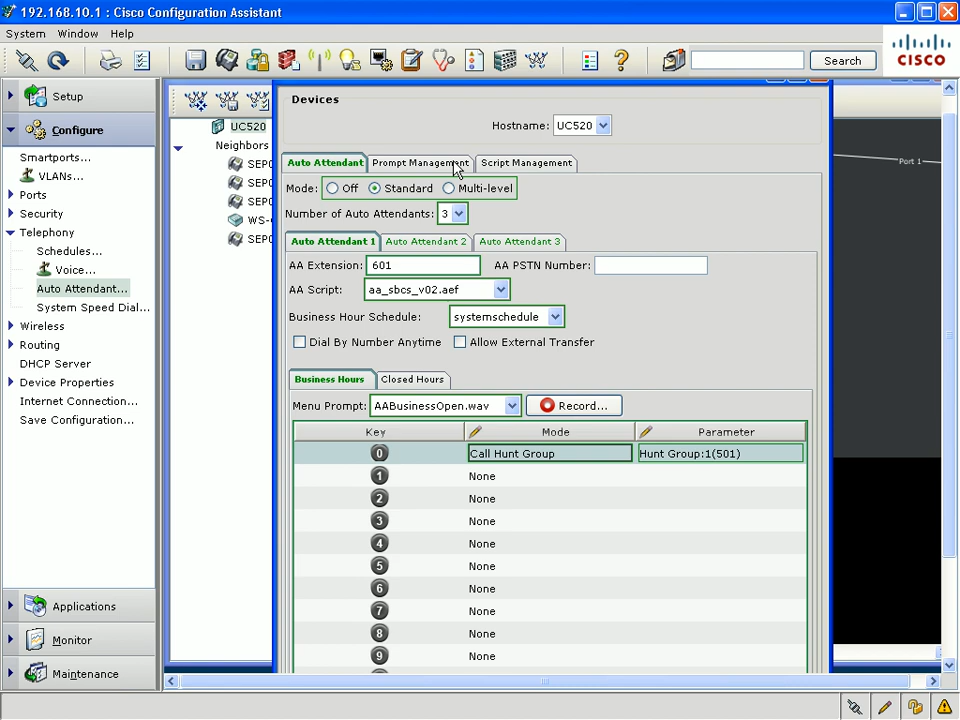 192.168.10.1 : Cisco Configuration Assistant
System Window Help
Search
CISCO
Setup
Configure
Smartports...
VLANs...
Ports
Security
Telephony
Schedules...
Voice...
Auto Attendant...
System Speed Dial...
Wireless
Routing
DHCP Server
Device Properties
Internet Connection...
Save Configuration...
Applications
Monitor
Maintenance
UC520
Neighbors
SEP0
SEP0
SEP0
WS-
SEP0
Port 1
Devices
Hostname: UC520
Auto Attendant Prompt Management Script Management
Mode: Off Standard Multi-level
Number of Auto Attendants: 3
Auto Attendant 1 Auto Attendant 2 Auto Attendant 3
AA Extension: 601 AA PSTN Number:
AA Script: aa_sbcs_v02.aef
Business Hour Schedule: systemschedule
Dial By Number Anytime Allow External Transfer
Business Hours Closed Hours
Menu Prompt: AABusinessOpen.wav Record...
Key Mode Parameter
0 Call Hunt Group Hunt Group:1(501)
1 None
2 None
3 None
4 None
5 None
6 None
7 None
8 None
9 None